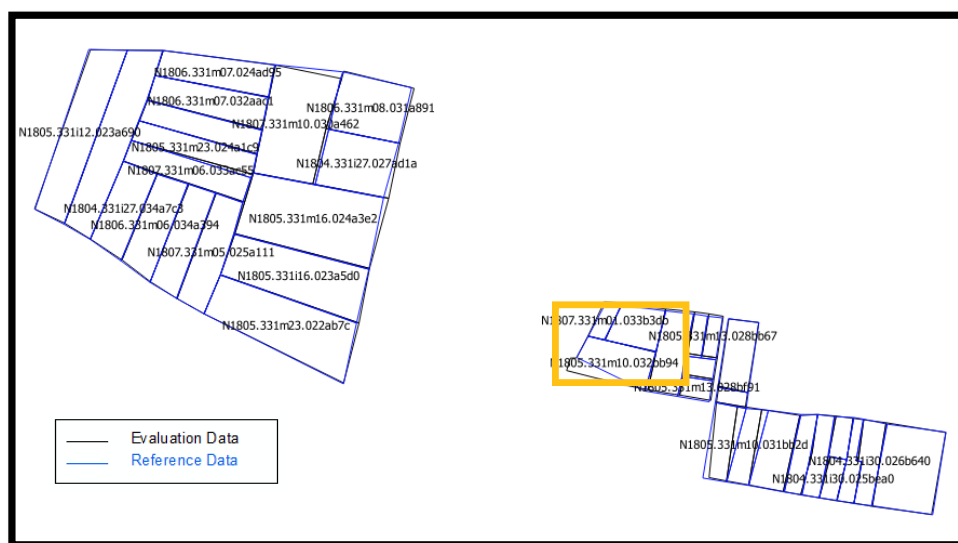 N1806.331m07.024ad95
N1806.331m07.032aac1
N1806.331m08.031a891
N1807.331m10.030a462
N1805.331i12.023a690
N1805.331m23.024a1c9
N1804.331i27.027ad1a
N1807.331m06.033ac55
N1804.331i27.034a7c3
N1805.331m16.024a3e2
N1806.331m06.034a394
N1807.331m05.025a111
N1805.331i16.023a5d0
N1805.331m23.022ab7c
N1807.331m01.033b3db
N1805.331m13.028bb67
N1805.331m10.032bb94
N1805.331m13.028bf91
N1805.331m10.031bb2d
N1804.331i30.026b640
N1804.331i30.025bea0
Evaluation Data
Reference Data